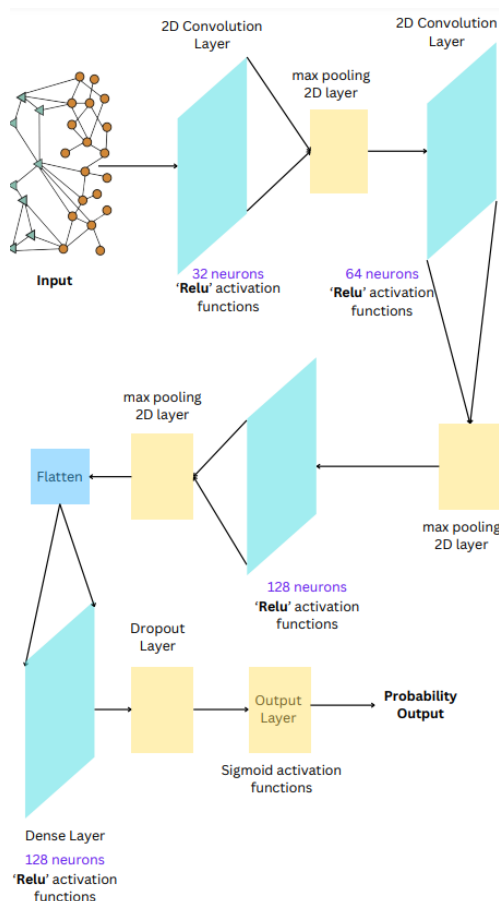 2D Convolution
Layer
max pooling
2D layer
2D Convolution
Layer
Input
32 neurons
'Relu' activation
functions
64 neurons
'Relu' activation
functions
max pooling
2D layer
max pooling
2D layer
128 neurons
'Relu' activation
functions
Flatten
Dropout
Layer
Output
Layer
Probability
Output
Sigmoid activation
functions
Dense Layer
128 neurons
'Relu' activation
functions